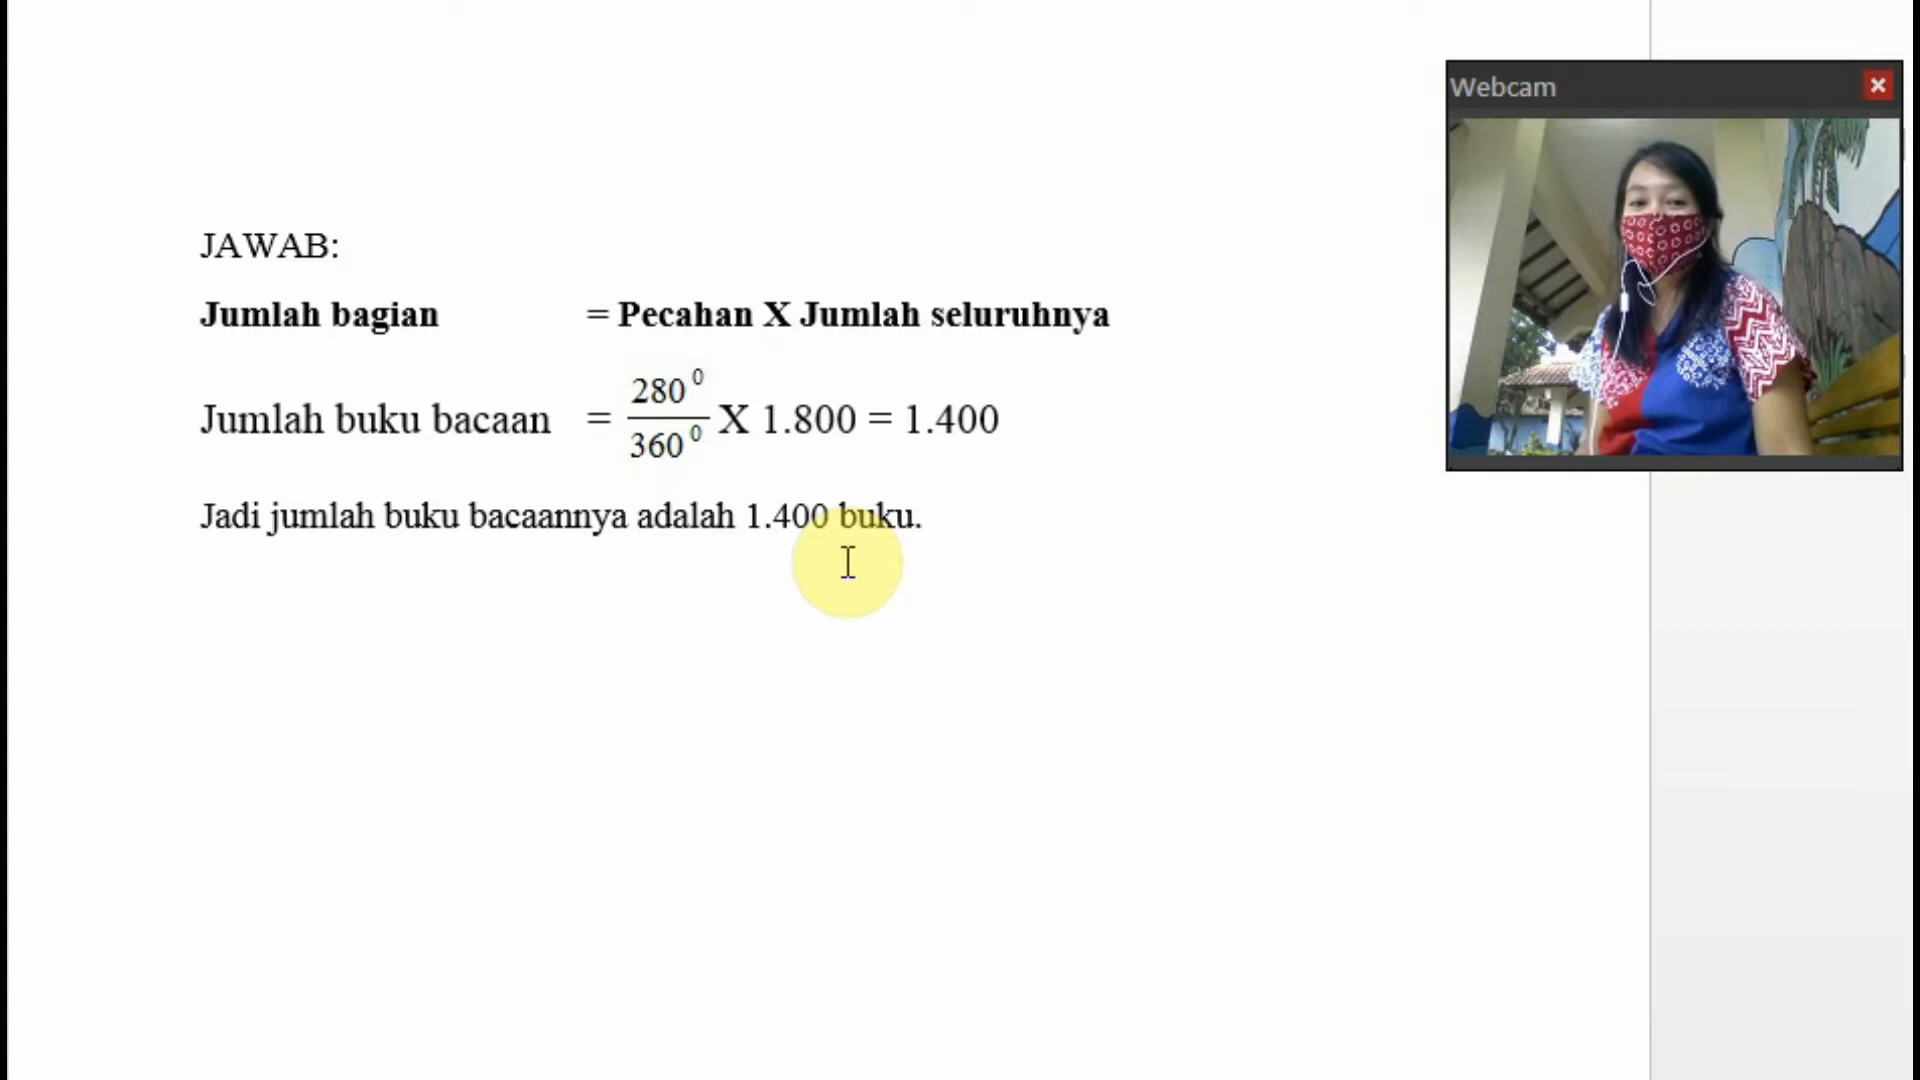 Webcam
JAWAB:
Jumlah bagian = Pecahan X Jumlah seluruhnya
Jumlah buku bacaan = 280⁰/360⁰ X 1.800 = 1.400
Jadi jumlah buku bacaannya adalah 1.400 buku.